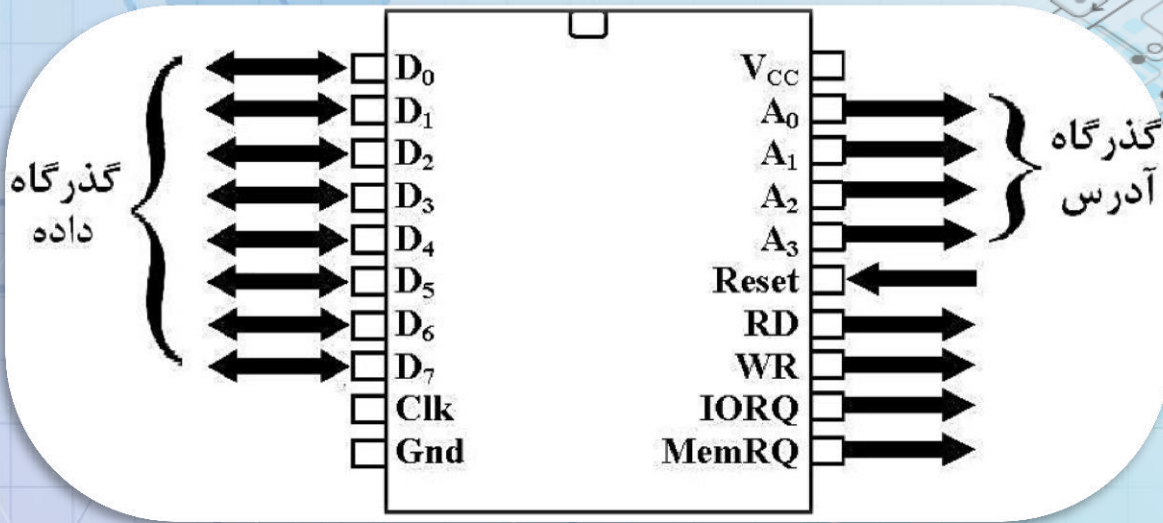 گذرگاه
داده
D₀
D₁
D₂
D₃
D₄
D₅
D₆
D₇
Clk
Gnd
V_CC
A₀
A₁
A₂
A₃
Reset
RD
WR
IORQ
MemRQ
گذرگاه
آدرس